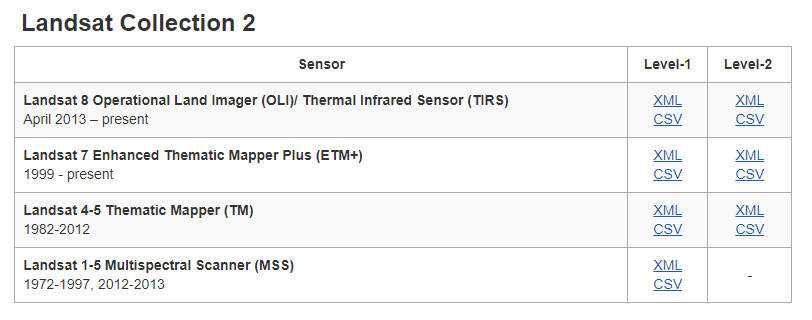 Landsat Collection 2
Sensor Level-1 Level-2
Landsat 8 Operational Land Imager (OLI)/ Thermal Infrared Sensor (TIRS) XML XML
April 2013 – present CSV CSV
Landsat 7 Enhanced Thematic Mapper Plus (ETM+) XML XML
1999 - present CSV CSV
Landsat 4-5 Thematic Mapper (TM) XML XML
1982-2012 CSV CSV
Landsat 1-5 Multispectral Scanner (MSS) XML -
1972-1997, 2012-2013 CSV